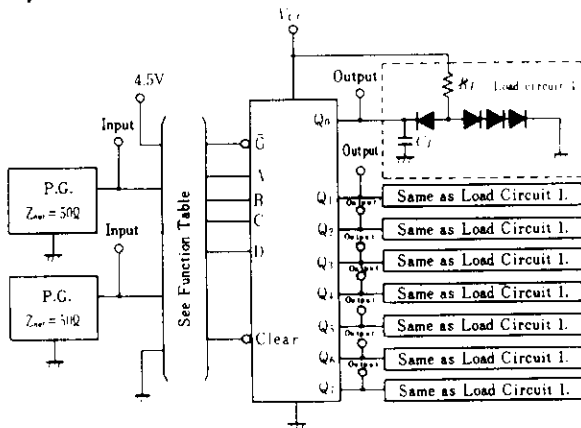 Vcc
4.5V
Output
RL
Load circuit 1
Input
Q0
CL
P.G.
Zout = 50Ω
Input
P.G.
Zout = 50Ω
See Function Table
G
A
B
C
D
Clear
Output
Q1
Same as Load Circuit 1.
Output
Q2
Same as Load Circuit 1.
Output
Q3
Same as Load Circuit 1.
Output
Q4
Same as Load Circuit 1.
Output
Q5
Same as Load Circuit 1.
Output
Q6
Same as Load Circuit 1.
Output
Q7
Same as Load Circuit 1.